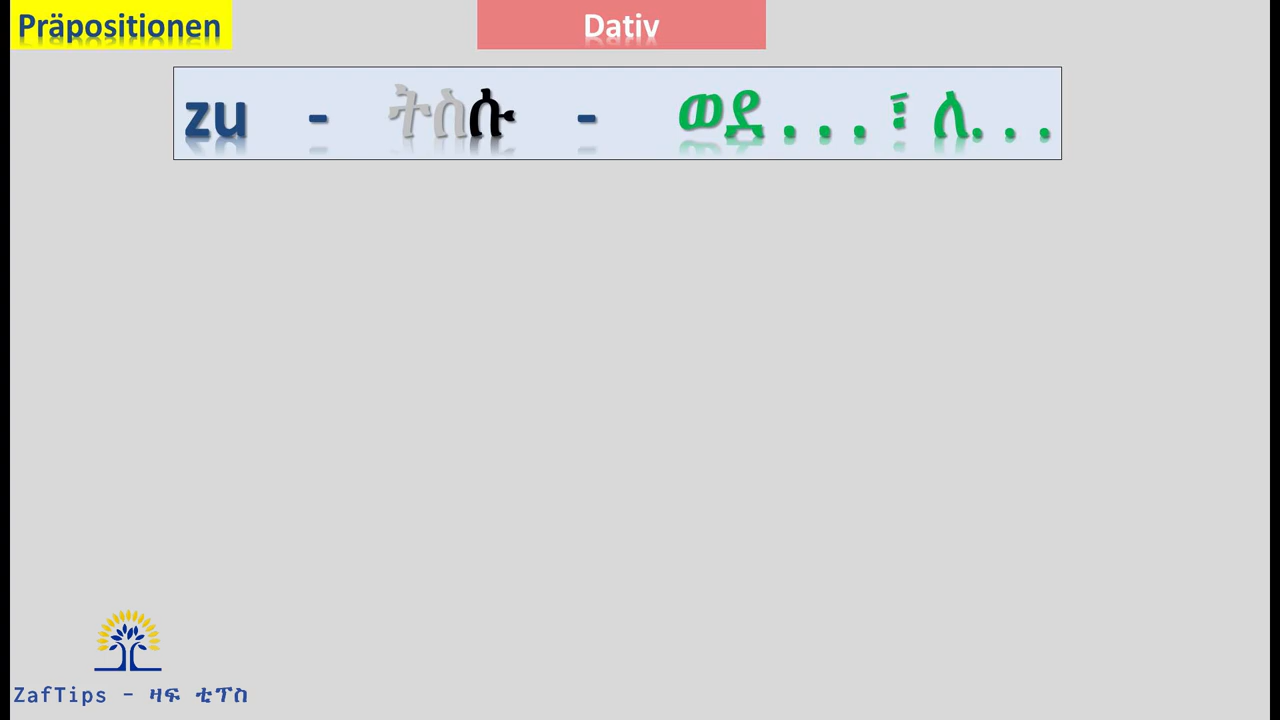 Präpositionen
Dativ
zu - ትስሱ - ወደ . . . ፣ ለ. . .
ZafTips - ዛፍ ቲፕስ